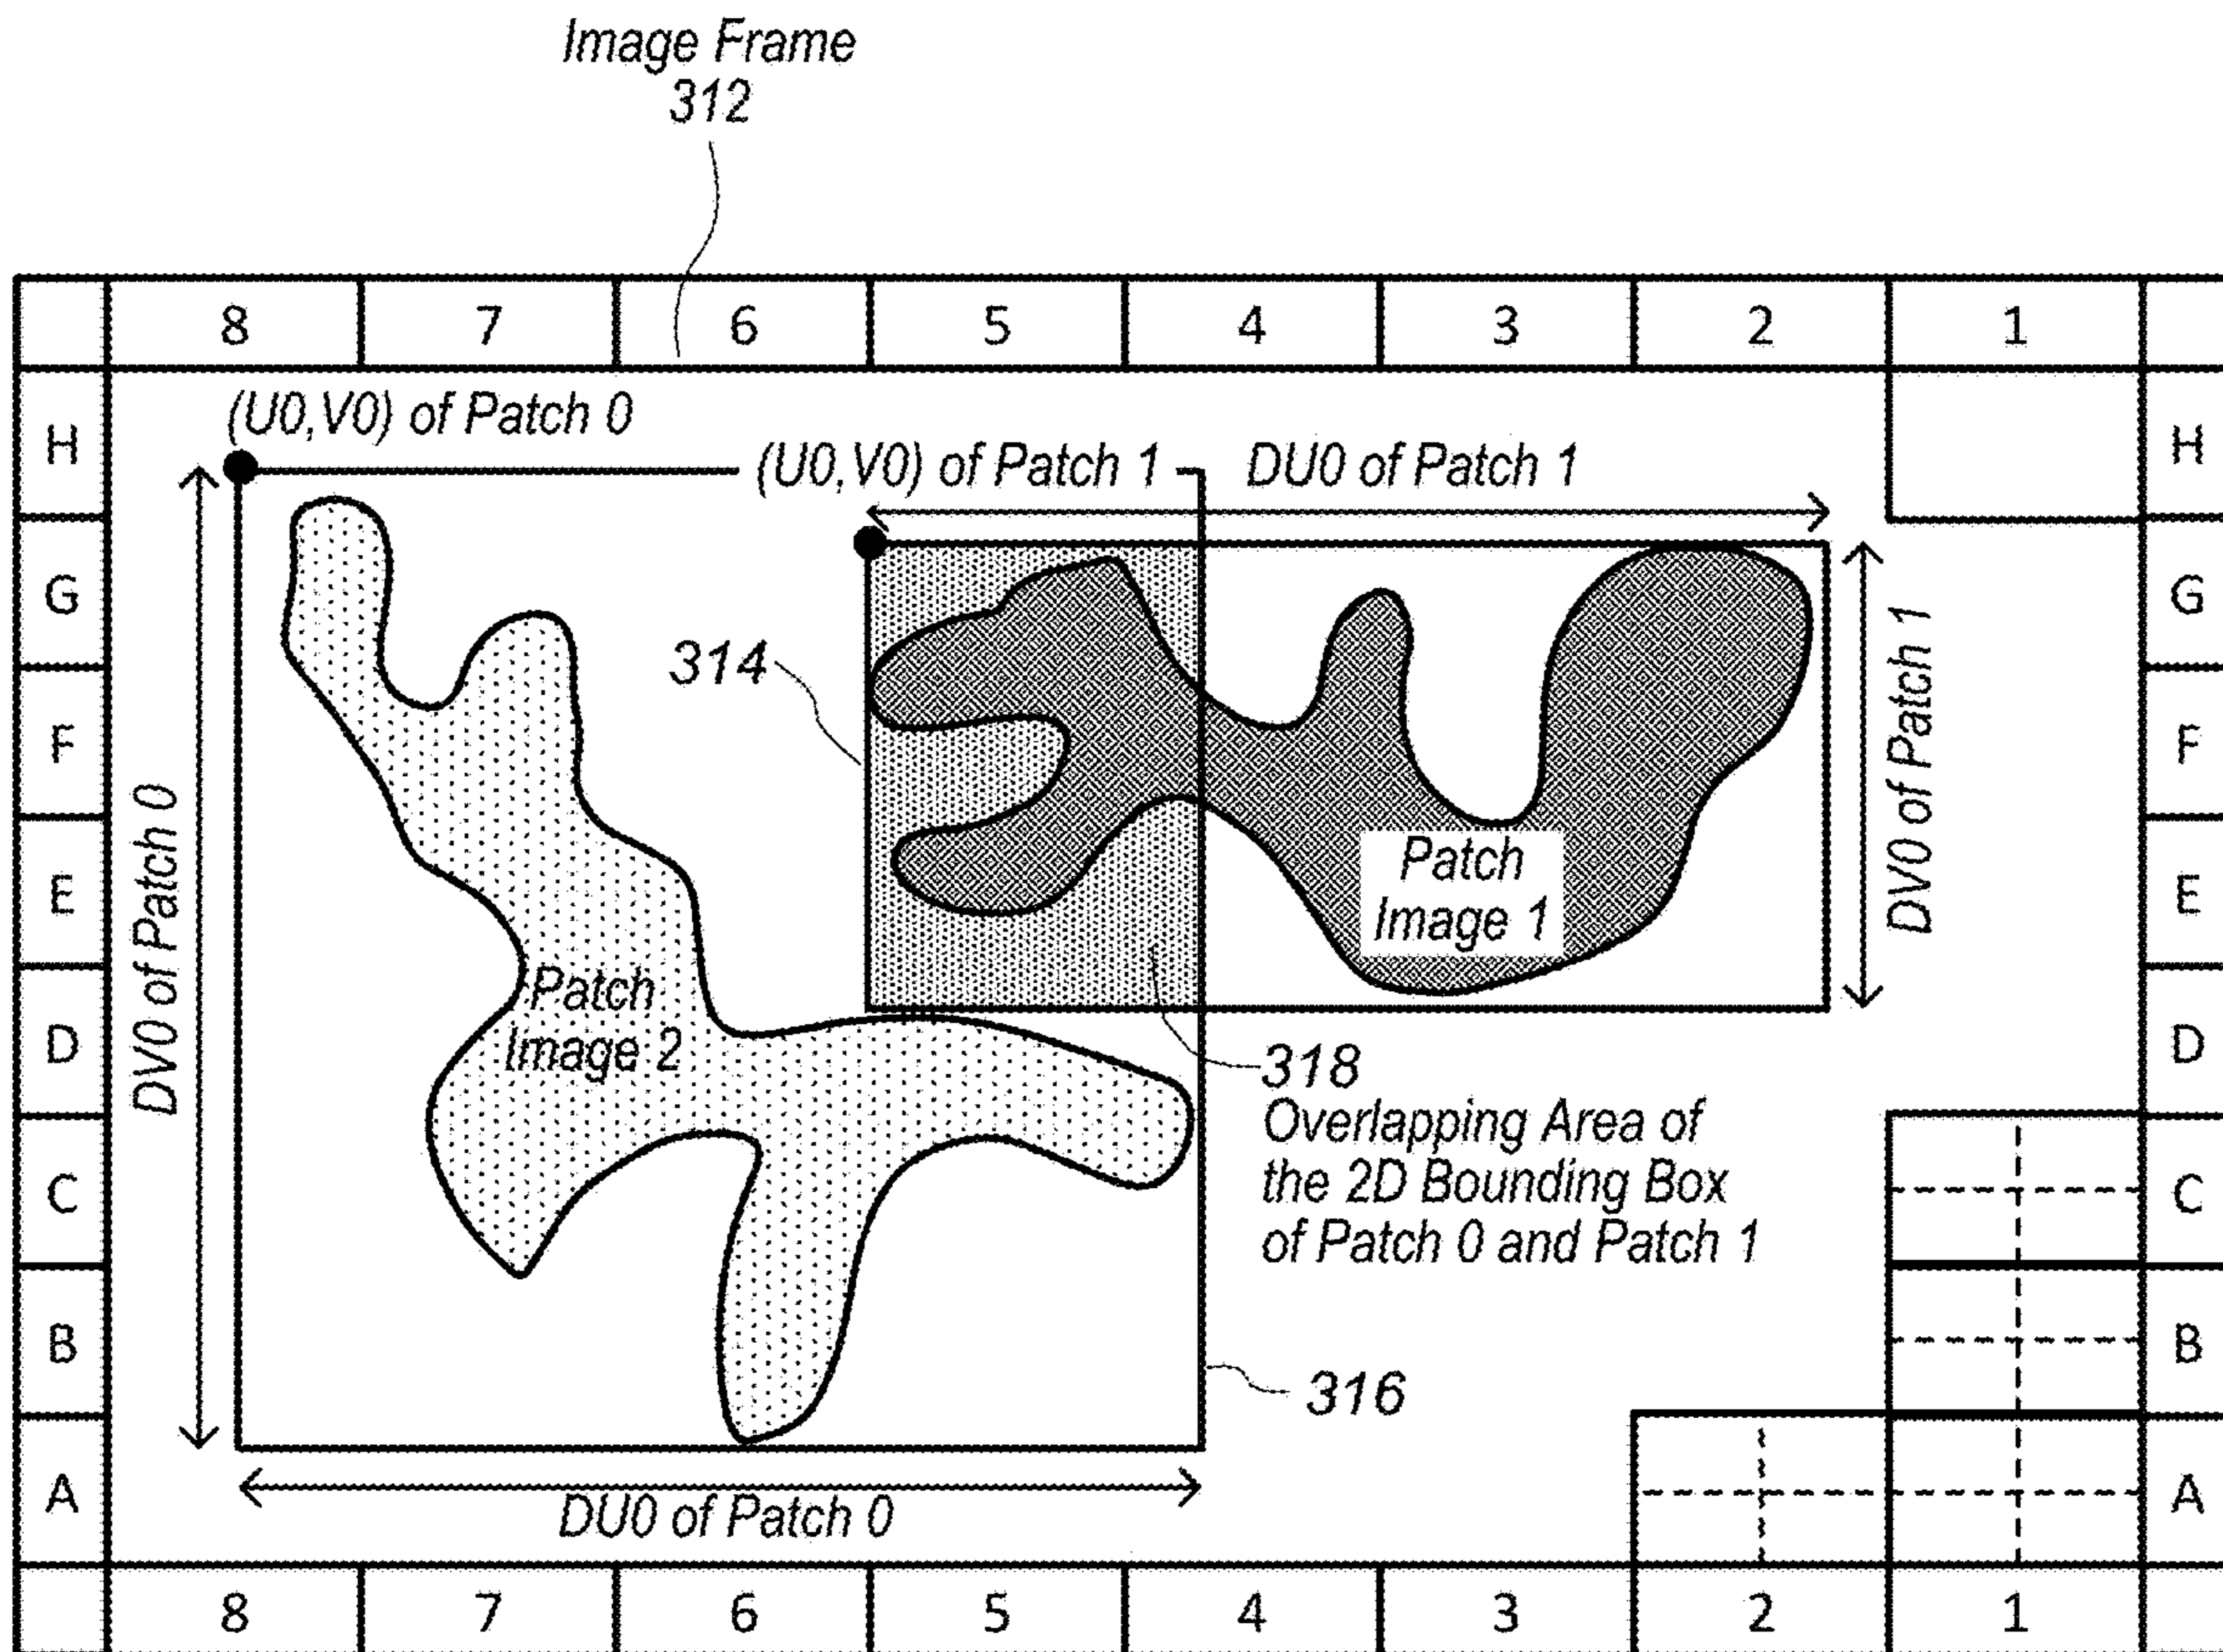 Image Frame
312
8 7 6 5 4 3 2 1
(U0,V0) of Patch 0
H H
(U0,V0) of Patch 1 DU0 of Patch 1
G G
314
DV0 of Patch 1
F F
DV0 of Patch 0
Patch
Image 1
E E
Patch
Image 2
D D
318
Overlapping Area of
the 2D Bounding Box
of Patch 0 and Patch 1
C C
B B
316
A A
DU0 of Patch 0
8 7 6 5 4 3 2 1